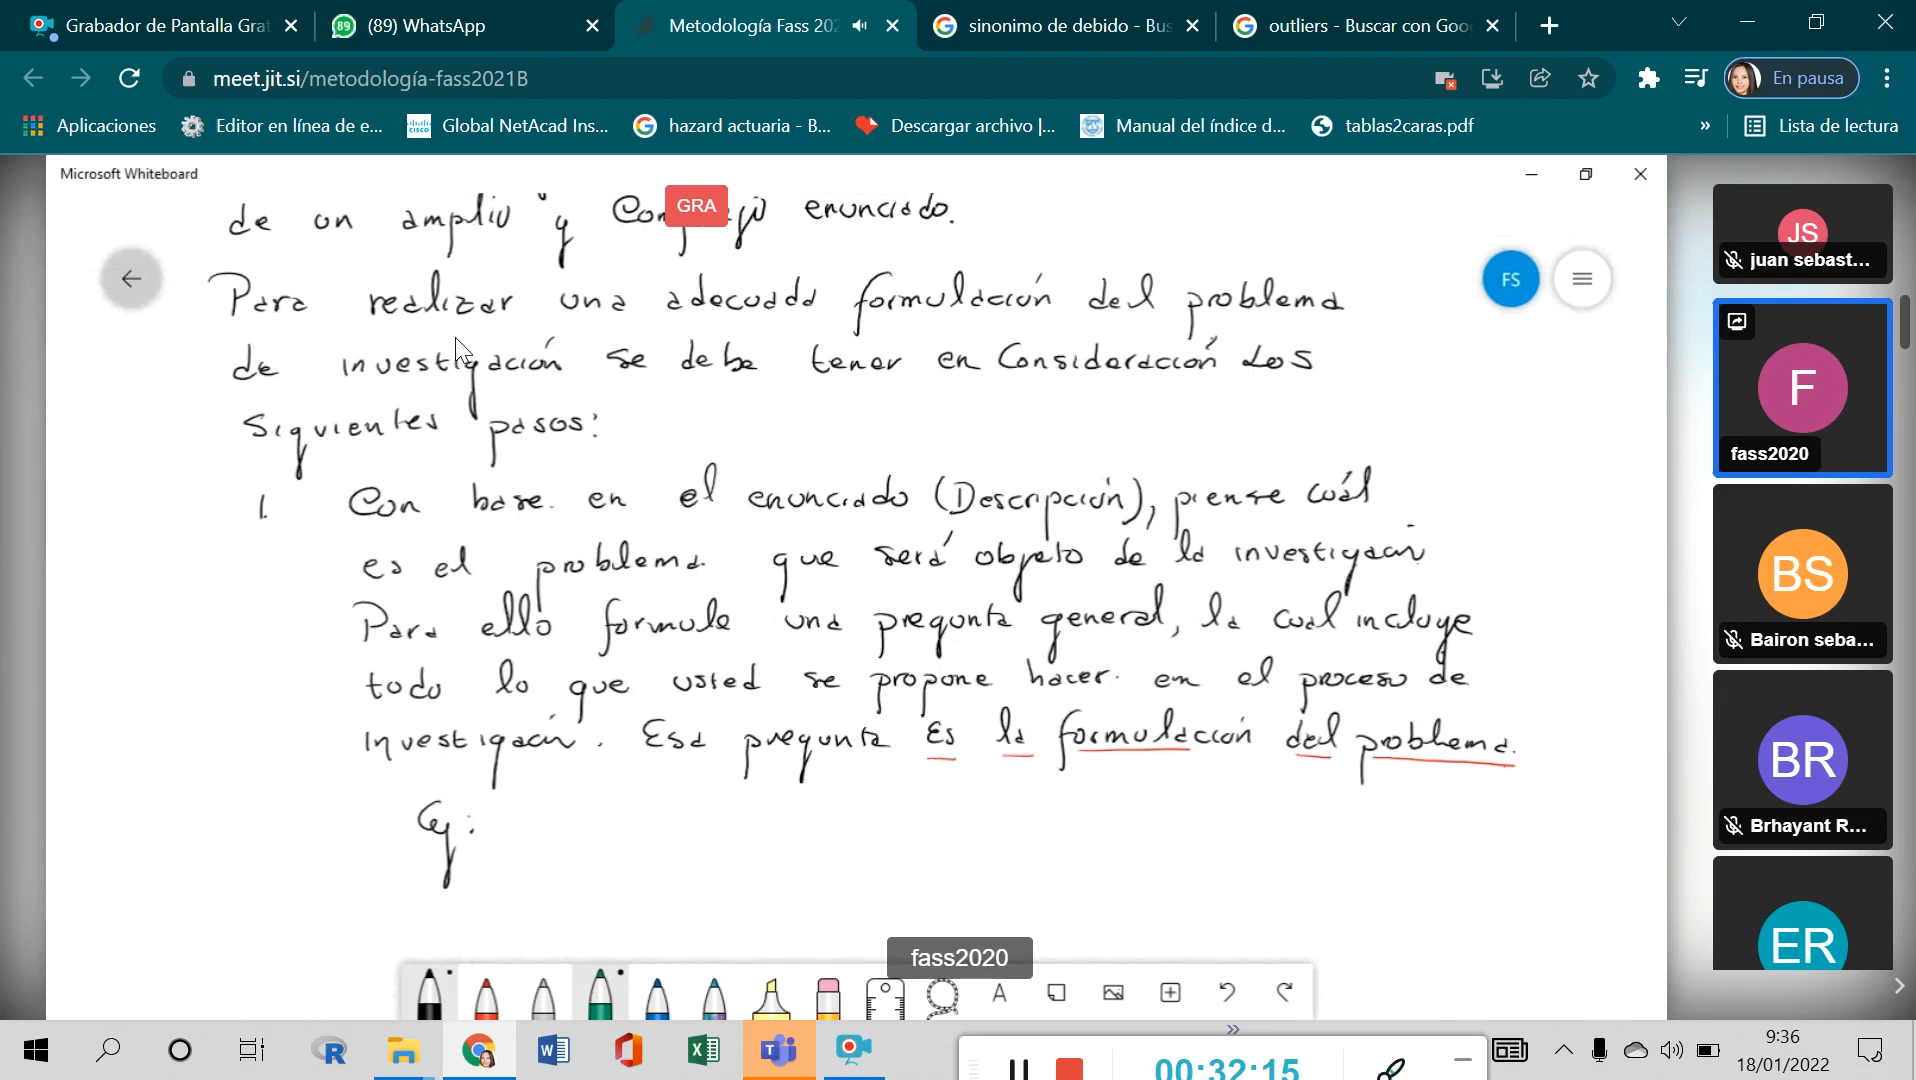 Grabador de Pantalla Grat
(89) WhatsApp
Metodología Fass 202
sinonimo de debido - Bus
outliers - Buscar con Goog
meet.jit.si/metodología-fass2021B
En pausa
Aplicaciones
Editor en línea de e...
Global NetAcad Ins...
hazard actuaria - B...
Descargar archivo |...
Manual del índice d...
tablas2caras.pdf
»
Lista de lectura
Microsoft Whiteboard
GRA
de un amplio y enunciado.
Para realizar una adecuada formulación del problema
de investigación se debe tener en Consideración Los
siguientes pasos:
1. Con base en el enunciado (Descripción), piense cuál
es el problema que será objeto de la investigación
Para ello formule una pregunta general, la cual incluye
todo lo que usted se propone hacer en el proceso de
investigación. Esa pregunta Es la formulación del problema.
Ej:
FS
JS
juan sebast...
F
fass2020
BS
Bairon seba...
BR
Brhayant R...
ER
fass2020
00:32:15
9:36
18/01/2022